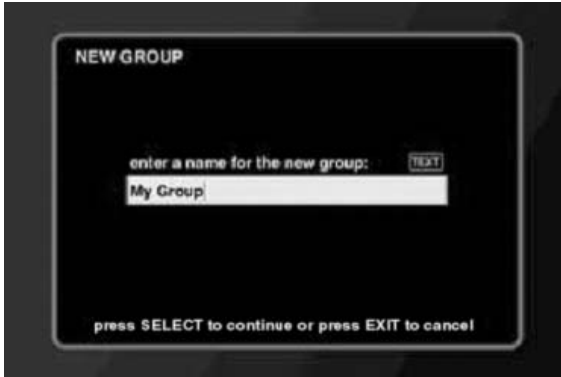 NEW GROUP
enter a name for the new group: TEXT
My Group
press SELECT to continue or press EXIT to cancel